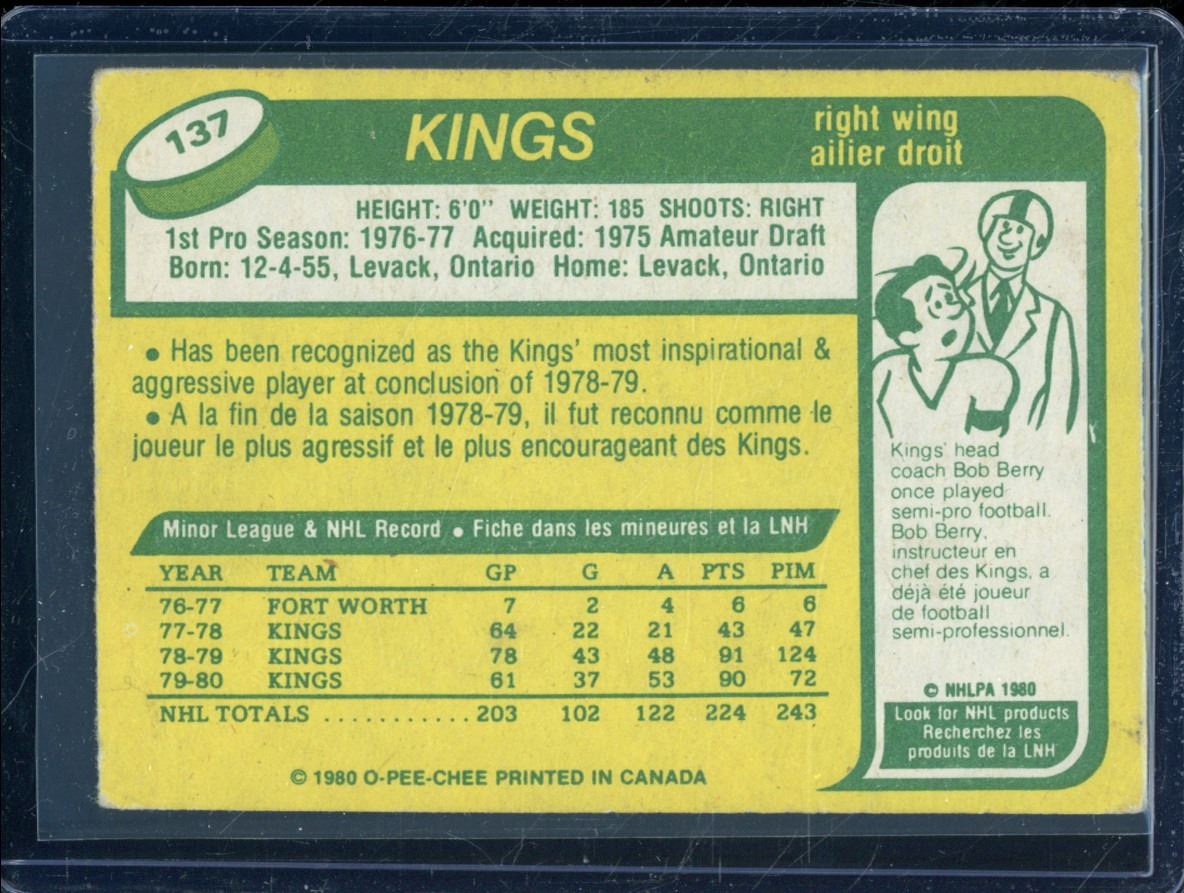 137
KINGS
right wing
ailier droit
HEIGHT: 6'0" WEIGHT: 185 SHOOTS: RIGHT
1st Pro Season: 1976-77 Acquired: 1975 Amateur Draft
Born: 12-4-55, Levack, Ontario Home: Levack, Ontario
• Has been recognized as the Kings' most inspirational &
aggressive player at conclusion of 1978-79.
• A la fin de la saison 1978-79, il fut reconnu comme le
joueur le plus agressif et le plus encourageant des Kings.
Minor League & NHL Record • Fiche dans les mineures et la LNH
YEAR TEAM GP G A PTS PIM
76-77 FORT WORTH 7 2 4 6 6
77-78 KINGS 64 22 21 43 47
78-79 KINGS 78 43 48 91 124
79-80 KINGS 61 37 53 90 72
NHL TOTALS ........... 203 102 122 224 243
© 1980 O-PEE-CHEE PRINTED IN CANADA
Kings' head
coach Bob Berry
once played
semi-pro football.
Bob Berry,
instructeur en
chef des Kings, a
déjà été joueur
de football
semi-professionnel.
© NHLPA 1980
Look for NHL products
Recherchez les
produits de la LNH